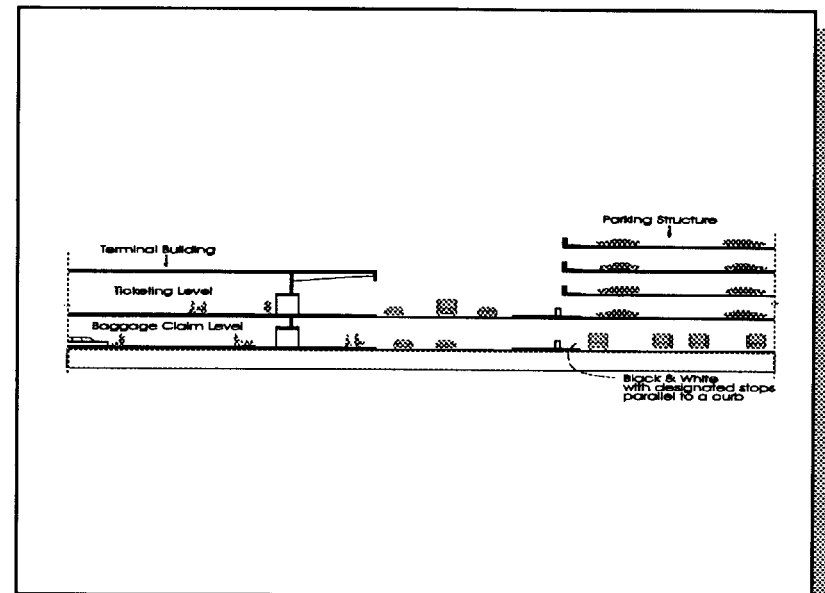 Parking Structure
Terminal Building
Ticketing Level
Baggage Claim Level
Black & White
with designated stops
parallel to a curb